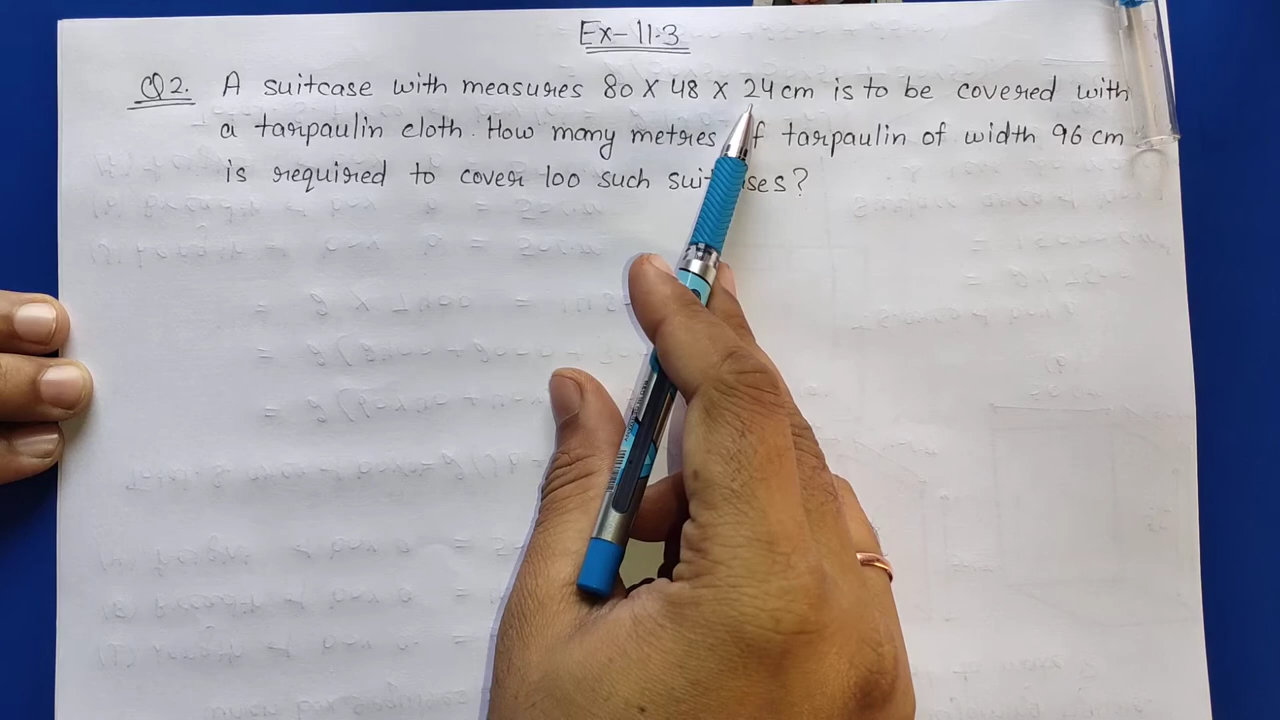 Ex-11.3
Q2. A suitcase with measures 80 X 48 X 24 cm is to be covered with
a tarpaulin cloth. How many metres of tarpaulin of width 96 cm
is required to cover 100 such suitcases?